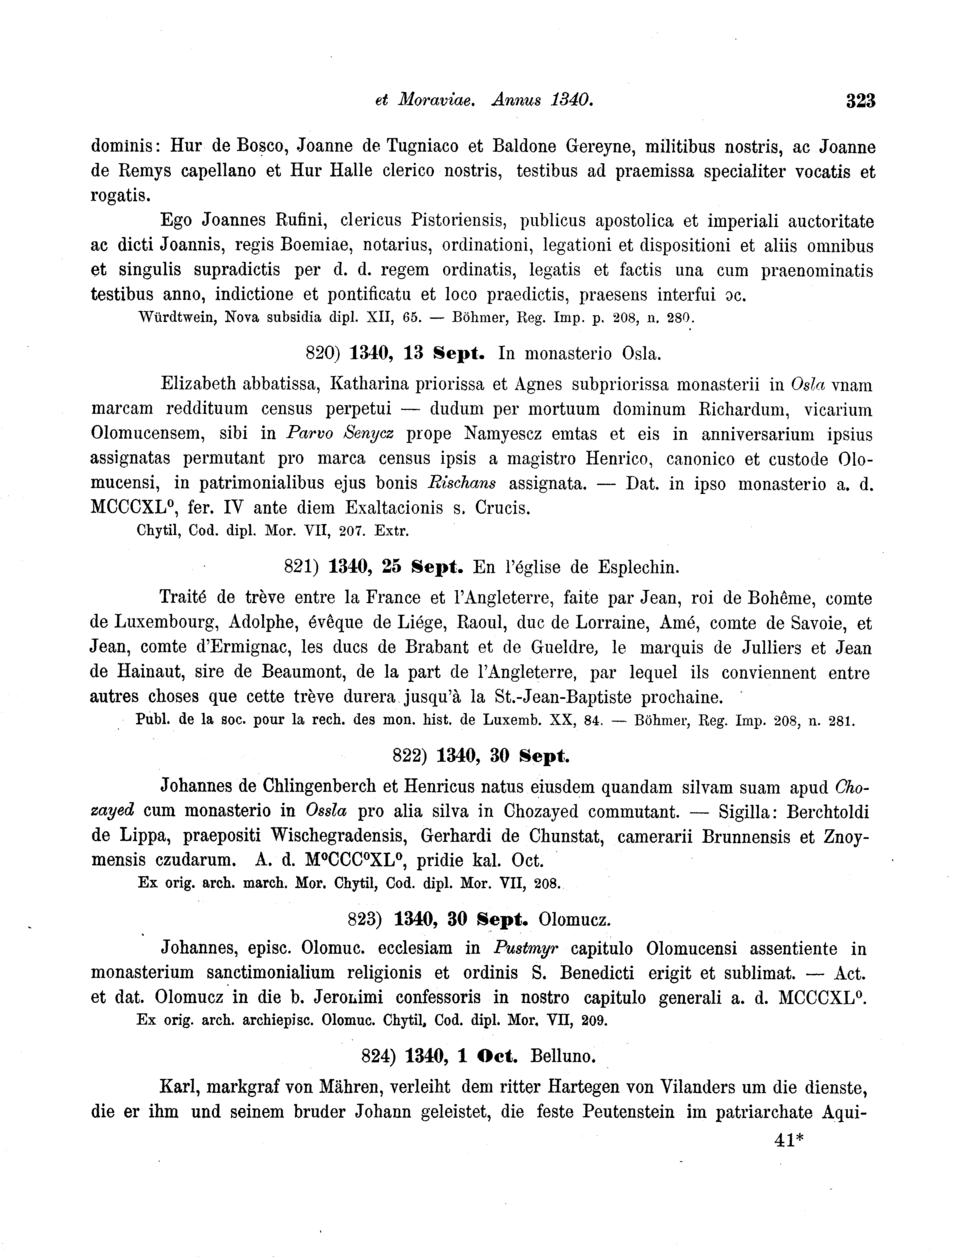 et Moraviae. Annus 1340. 323
dominis: Hur de Bosco, Joanne de Tugniaco et Baldone Gereyne, militibus nostris, ac Joanne
de Remys capellano et Hur Halle clerico nostris, testibus ad praemissa specialiter vocatis et
rogatis.
Ego Joannes Rufini, clericus Pistoriensis, publicus apostolica et imperiali auctoritate
ac dicti Joannis, regis Boemiae, notarius, ordinationi, legationi et dispositioni et aliis omnibus
et singulis supradictis per d. d. regem ordinatis, legatis et factis una cum praenominatis
testibus anno, indictione et pontificatu et loco praedictis, praesens interfui ɔc.
Würdtwein, Nova subsidia dipl. XII, 65. — Böhmer, Reg. Imp. p. 208, n. 280.
820) 1340, 13 Sept. In monasterio Osla.
Elizabeth abbatissa, Katharina priorissa et Agnes subpriorissa monasterii in Osla vnam
marcam reddituum census perpetui — dudum per mortuum dominum Richardum, vicarium
Olomucensem, sibi in Parvo Senycz prope Namyescz emtas et eis in anniversarium ipsius
assignatas permutant pro marca census ipsis a magistro Henrico, canonico et custode Olo-
mucensi, in patrimonialibus ejus bonis Rischans assignata. — Dat. in ipso monasterio a. d.
MCCCXL⁰, fer. IV ante diem Exaltacionis s. Crucis.
Chytil, Cod. dipl. Mor. VII, 207. Extr.
821) 1340, 25 Sept. En l'église de Esplechin.
Traité de trève entre la France et l'Angleterre, faite par Jean, roi de Bohême, comte
de Luxembourg, Adolphe, évêque de Liége, Raoul, duc de Lorraine, Amé, comte de Savoie, et
Jean, comte d'Ermignac, les ducs de Brabant et de Gueldre, le marquis de Julliers et Jean
de Hainaut, sire de Beaumont, de la part de l'Angleterre, par lequel ils conviennent entre
autres choses que cette trève durera jusqu'à la St.-Jean-Baptiste prochaine.
Publ. de la soc. pour la rech. des mon. hist. de Luxemb. XX, 84. — Böhmer, Reg. Imp. 208, n. 281.
822) 1340, 30 Sept.
Johannes de Chlingenberch et Henricus natus eiusdem quandam silvam suam apud Cho-
zayed cum monasterio in Ossla pro alia silva in Chozayed commutant. — Sigilla: Berchtoldi
de Lippa, praepositi Wischegradensis, Gerhardi de Chunstat, camerarii Brunnensis et Znoy-
mensis czudarum. A. d. M⁰CCC⁰XL⁰, pridie kal. Oct.
Ex orig. arch. march. Mor. Chytil, Cod. dipl. Mor. VII, 208.
823) 1340, 30 Sept. Olomucz.
Johannes, episc. Olomuc. ecclesiam in Pustmyr capitulo Olomucensi assentiente in
monasterium sanctimonialium religionis et ordinis S. Benedicti erigit et sublimat. — Act.
et dat. Olomucz in die b. Jeronimi confessoris in nostro capitulo generali a. d. MCCCXL⁰.
Ex orig. arch. archiepisc. Olomuc. Chytil, Cod. dipl. Mor. VII, 209.
824) 1340, 1 Oct. Belluno.
Karl, markgraf von Mähren, verleiht dem ritter Hartegen von Vilanders um die dienste,
die er ihm und seinem bruder Johann geleistet, die feste Peutenstein im patriarchate Aqui-
41*